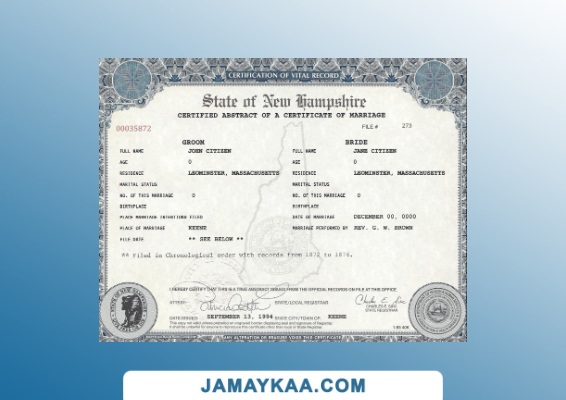 CERTIFICATION OF VITAL RECORD
State of New Hampshire
CERTIFIED ABSTRACT OF A CERTIFICATE OF MARRIAGE
00035872
FILE # 273
GROOM BRIDE
FULL NAME JOHN CITIZEN FULL NAME JANE CITIZEN
AGE 0 AGE 0
RESIDENCE LEOMINSTER, MASSACHUSETTS RESIDENCE LEOMINSTER, MASSACHUSETTS
MARITAL STATUS MARITAL STATUS
NO. OF THIS MARRIAGE 0 NO. OF THIS MARRIAGE 0
BIRTHPLACE BIRTHPLACE
PLACE MARRIAGE INTENTIONS FILED DATE OF MARRIAGE DECEMBER 00, 0000
PLACE OF MARRIAGE KEENE MARRIAGE PERFORMED BY REV. G. W. BROWN
FILE DATE ** SEE BELOW **
** Filed in Chronological order with records from 1872 to 1876.
I HEREBY CERTIFY THAT THIS IS A TRUE ABSTRACT ISSUED FROM THE OFFICIAL RECORDS ON FILE AT THIS OFFICE
ATTEST: STATE/LOCAL REGISTRAR
STATE REGISTRAR
DATE ISSUED SEPTEMBER 13, 1994 STATE/CITY/TOWN OF KEENE
ANY ALTERATION OR ERASURE VOIDS THIS CERTIFICATE
JAMAYKAA.COM